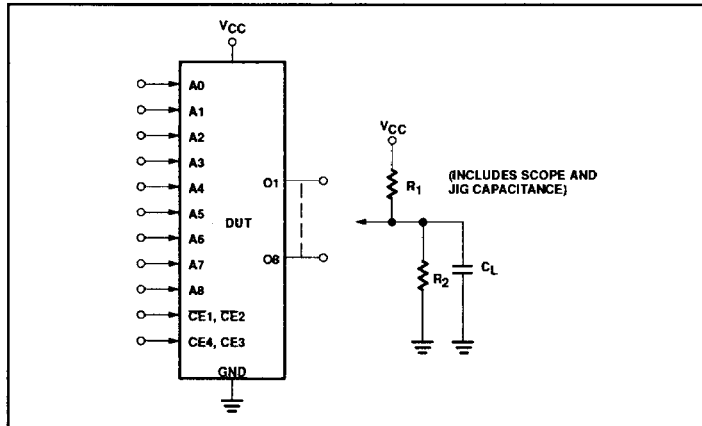 VCC
A0
A1
A2
A3
A4
A5
A6
A7
A8
CE1, CE2
CE4, CE3
DUT
O1
O8
GND
VCC
R1
(INCLUDES SCOPE AND
JIG CAPACITANCE)
R2
CL